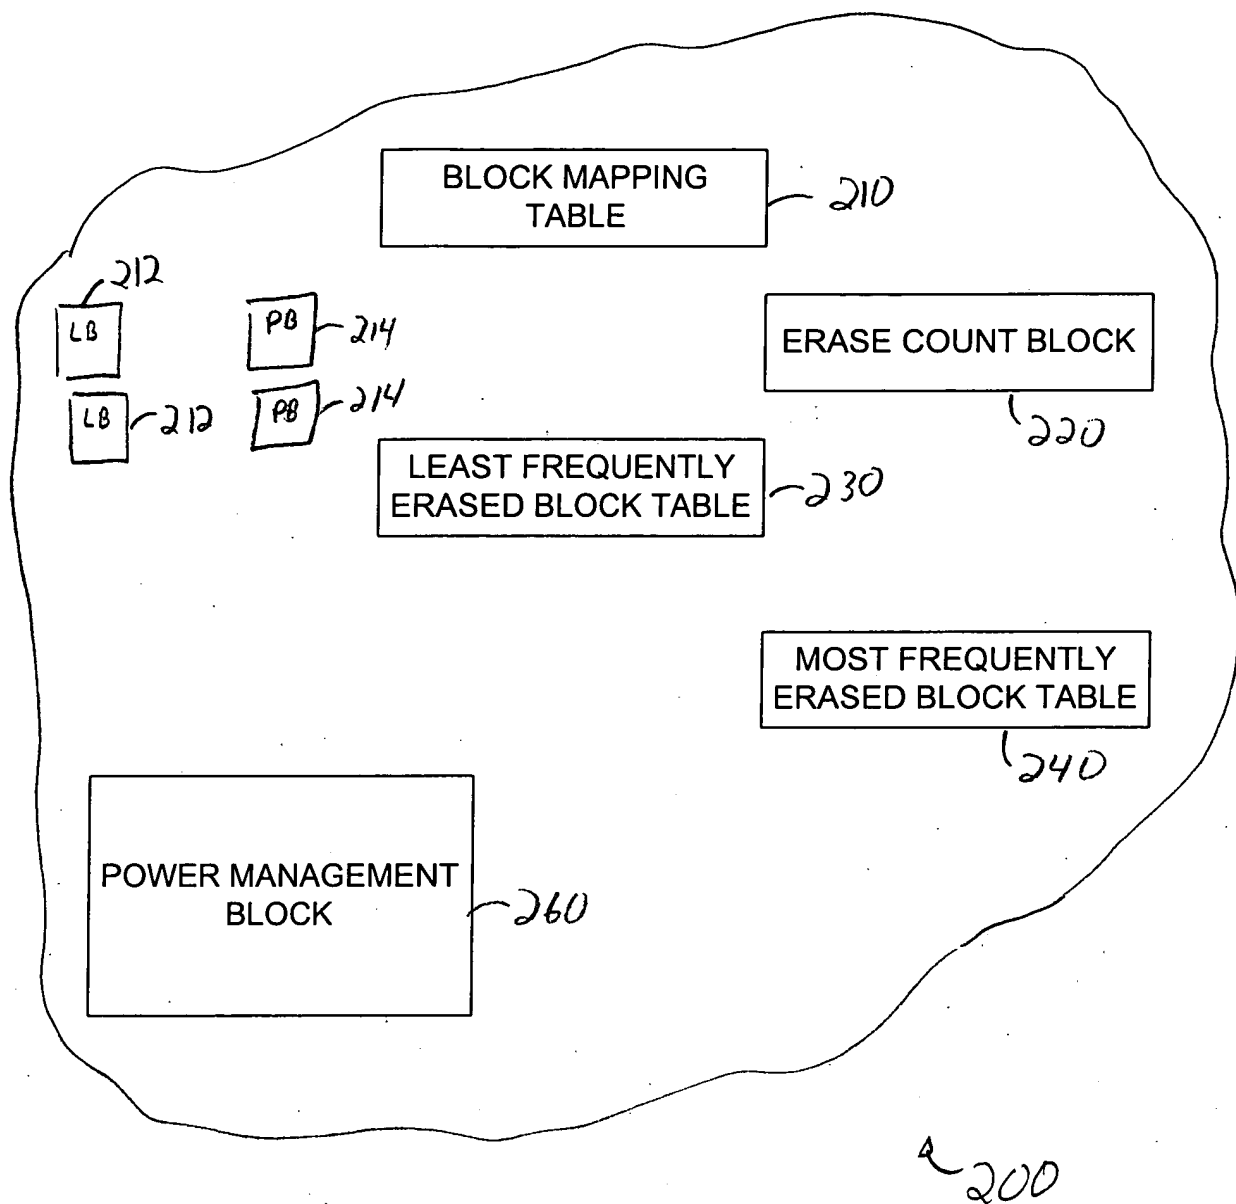 BLOCK MAPPING
TABLE
210
212
LB
PB
214
ERASE COUNT BLOCK
220
LB
212
PB
214
LEAST FREQUENTLY
ERASED BLOCK TABLE
230
MOST FREQUENTLY
ERASED BLOCK TABLE
240
POWER MANAGEMENT
BLOCK
260
200